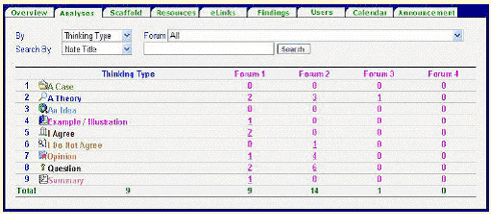 Overview Analyses Scaffold Resources eLinks Findings Users Calendar Announcement
By Thinking Type Forum All
Search By Note Title Search
Thinking Type Forum 1 Forum 2 Forum 3 Forum 4
1 A Case 0 0 0 0
2 A Theory 2 3 1 0
3 An Idea 0 0 0 0
4 Example / Illustration 1 0 0 0
5 I Agree 2 0 0 0
6 I Do Not Agree 0 1 0 0
7 Opinion 1 4 0 0
8 ? Question 2 6 0 0
9 Summary 1 0 0 0
Total 9 9 14 1 0